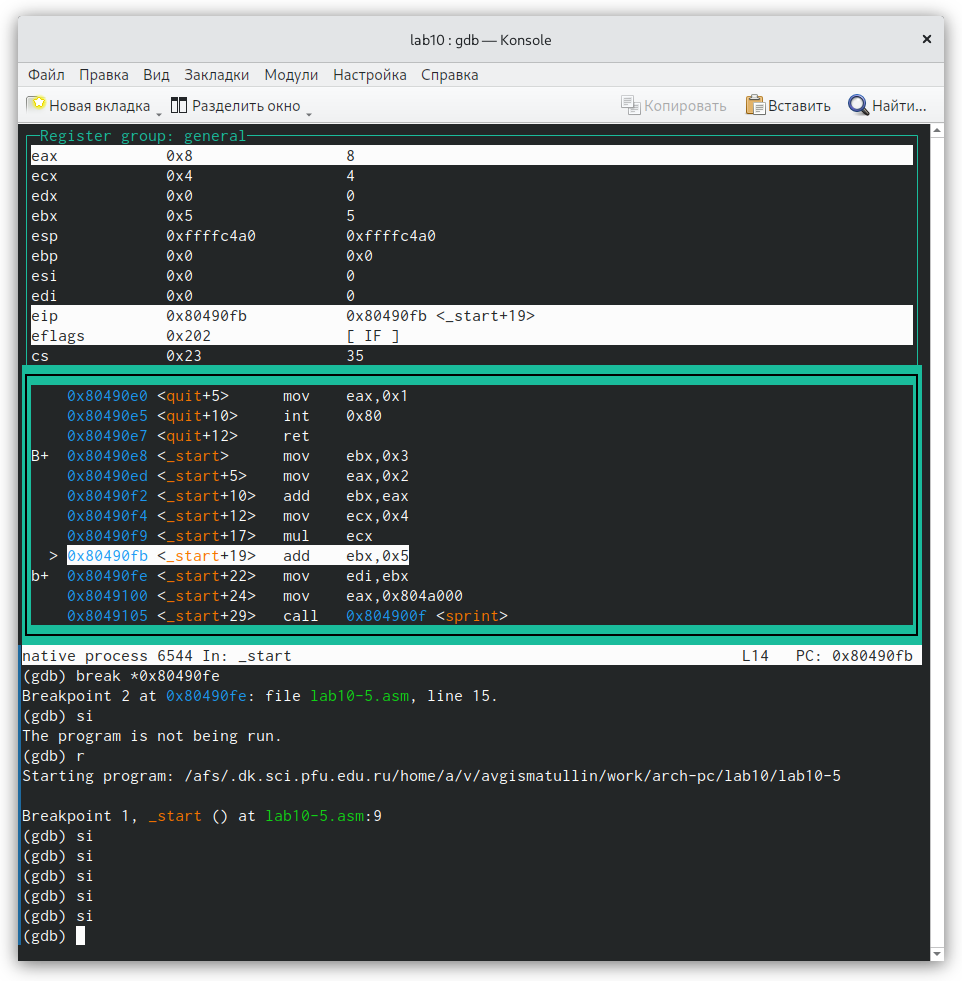 lab10 : gdb — Konsole
Файл Правка Вид Закладки Модули Настройка Справка
Новая вкладка Разделить окно Копировать Вставить Найти...
Register group: general
eax 0x8 8
ecx 0x4 4
edx 0x0 0
ebx 0x5 5
esp 0xffffc4a0 0xffffc4a0
ebp 0x0 0x0
esi 0x0 0
edi 0x0 0
eip 0x80490fb 0x80490fb <_start+19>
eflags 0x202 [ IF ]
cs 0x23 35
0x80490e0 <quit+5> mov eax,0x1
0x80490e5 <quit+10> int 0x80
0x80490e7 <quit+12> ret
B+ 0x80490e8 <_start> mov ebx,0x3
0x80490ed <_start+5> mov eax,0x2
0x80490f2 <_start+10> add ebx,eax
0x80490f4 <_start+12> mov ecx,0x4
0x80490f9 <_start+17> mul ecx
> 0x80490fb <_start+19> add ebx,0x5
b+ 0x80490fe <_start+22> mov edi,ebx
0x8049100 <_start+24> mov eax,0x804a000
0x8049105 <_start+29> call 0x804900f <sprint>
native process 6544 In: _start L14 PC: 0x80490fb
(gdb) break *0x80490fe
Breakpoint 2 at 0x80490fe: file lab10-5.asm, line 15.
(gdb) si
The program is not being run.
(gdb) r
Starting program: /afs/.dk.sci.pfu.edu.ru/home/a/v/avgismatullin/work/arch-pc/lab10/lab10-5
Breakpoint 1, _start () at lab10-5.asm:9
(gdb) si
(gdb) si
(gdb) si
(gdb) si
(gdb) si
(gdb)